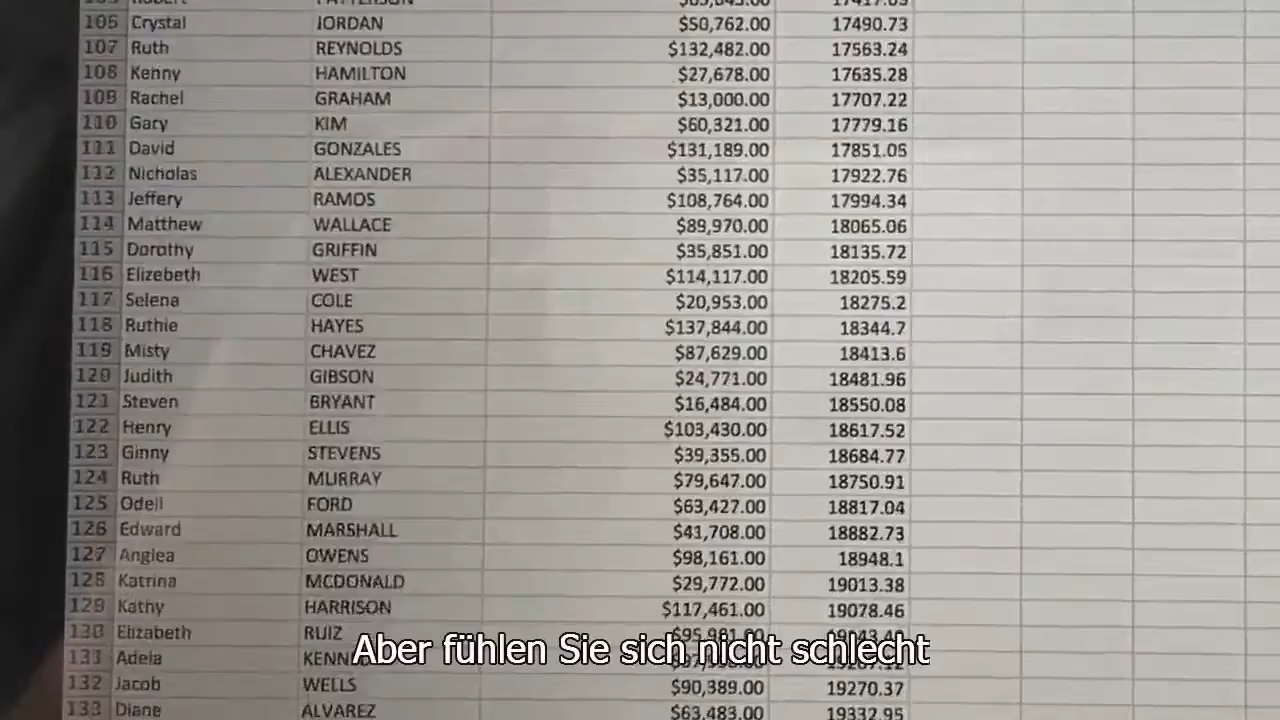 106 Crystal JORDAN $50,762.00 17490.73
107 Ruth REYNOLDS $132,482.00 17563.24
108 Kenny HAMILTON $27,678.00 17635.28
109 Rachel GRAHAM $13,000.00 17707.22
110 Gary KIM $60,321.00 17779.16
111 David GONZALES $131,189.00 17851.05
112 Nicholas ALEXANDER $35,117.00 17922.76
113 Jeffery RAMOS $108,764.00 17994.34
114 Matthew WALLACE $89,970.00 18065.06
115 Dorothy GRIFFIN $35,851.00 18135.72
116 Elizebeth WEST $114,117.00 18205.59
117 Selena COLE $20,953.00 18275.2
118 Ruthie HAYES $137,844.00 18344.7
119 Misty CHAVEZ $87,629.00 18413.6
120 Judith GIBSON $24,771.00 18481.96
121 Steven BRYANT $16,484.00 18550.08
122 Henry ELLIS $103,430.00 18617.52
123 Ginny STEVENS $39,355.00 18684.77
124 Ruth MURRAY $79,647.00 18750.91
125 Odell FORD $63,427.00 18817.04
126 Edward MARSHALL $41,708.00 18882.73
127 Anglea OWENS $98,161.00 18948.1
128 Katrina MCDONALD $29,772.00 19013.38
129 Kathy HARRISON $117,461.00 19078.46
130 Elizabeth RUIZ
Aber fühlen Sie sich nicht schlecht
131 Adela
132 Jacob WELLS $90,389.00 19270.37
133 Diane ALVAREZ $63,483.00 19332.95